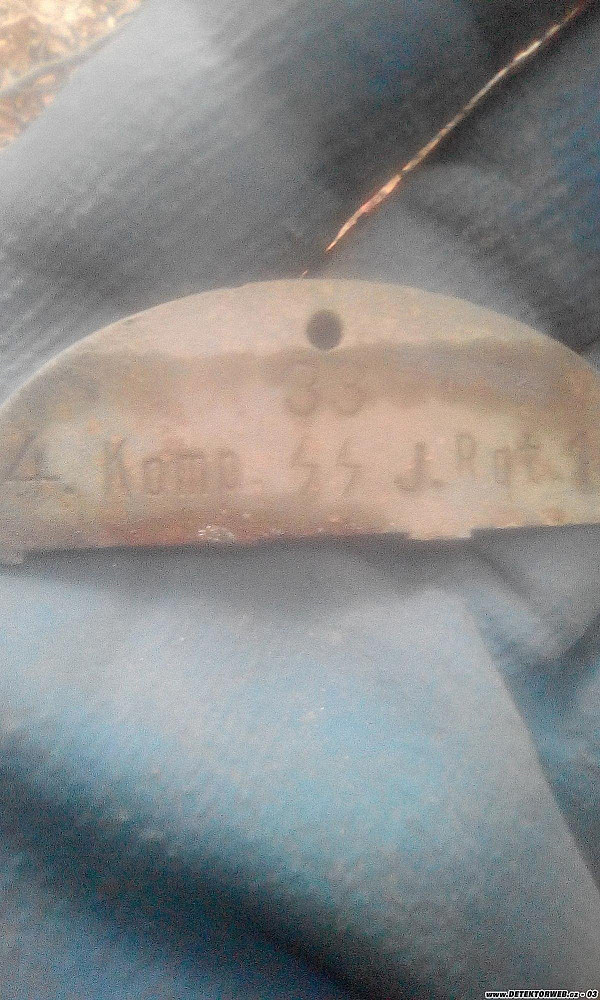 33
4. Komp. ᛋᛋ J. Rgt.
www.DETEKTORWEB.cz - 03